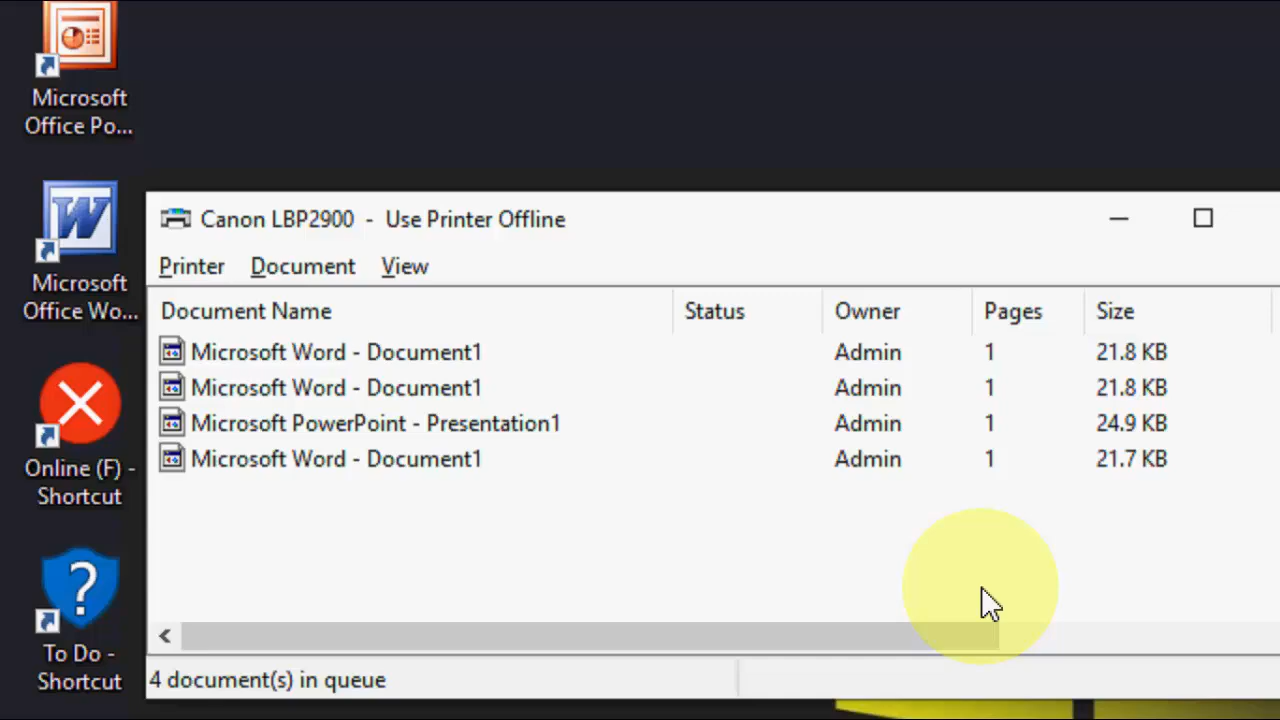 Microsoft
Office Po...
Microsoft
Office Wo...
Online (F) -
Shortcut
To Do -
Shortcut
Canon LBP2900 - Use Printer Offline
Printer Document View
Document Name Status Owner Pages Size
Microsoft Word - Document1 Admin 1 21.8 KB
Microsoft Word - Document1 Admin 1 21.8 KB
Microsoft PowerPoint - Presentation1 Admin 1 24.9 KB
Microsoft Word - Document1 Admin 1 21.7 KB
4 document(s) in queue